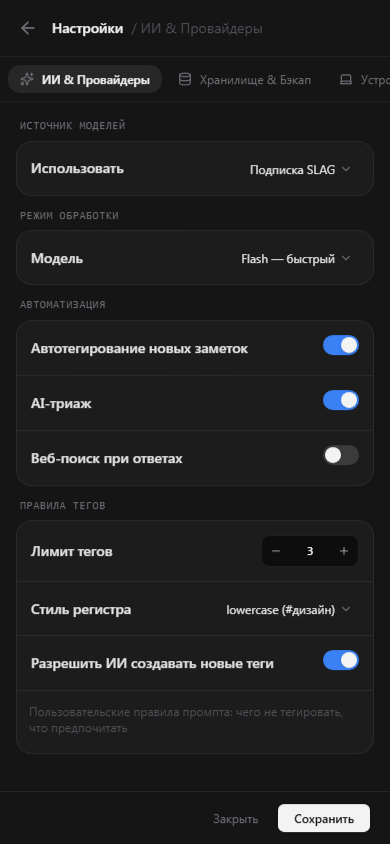 Настройки / ИИ & Провайдеры
ИИ & Провайдеры Хранилище & Бэкап Устро
ИСТОЧНИК МОДЕЛЕЙ
Использовать Подписка SLAG
РЕЖИМ ОБРАБОТКИ
Модель Flash — быстрый
АВТОМАТИЗАЦИЯ
Автотегирование новых заметок
AI-триаж
Веб-поиск при ответах
ПРАВИЛА ТЕГОВ
Лимит тегов − 3 +
Стиль регистра lowercase (#дизайн)
Разрешить ИИ создавать новые теги
Пользовательские правила промпта: чего не тегировать,
что предпочитать
Закрыть Сохранить